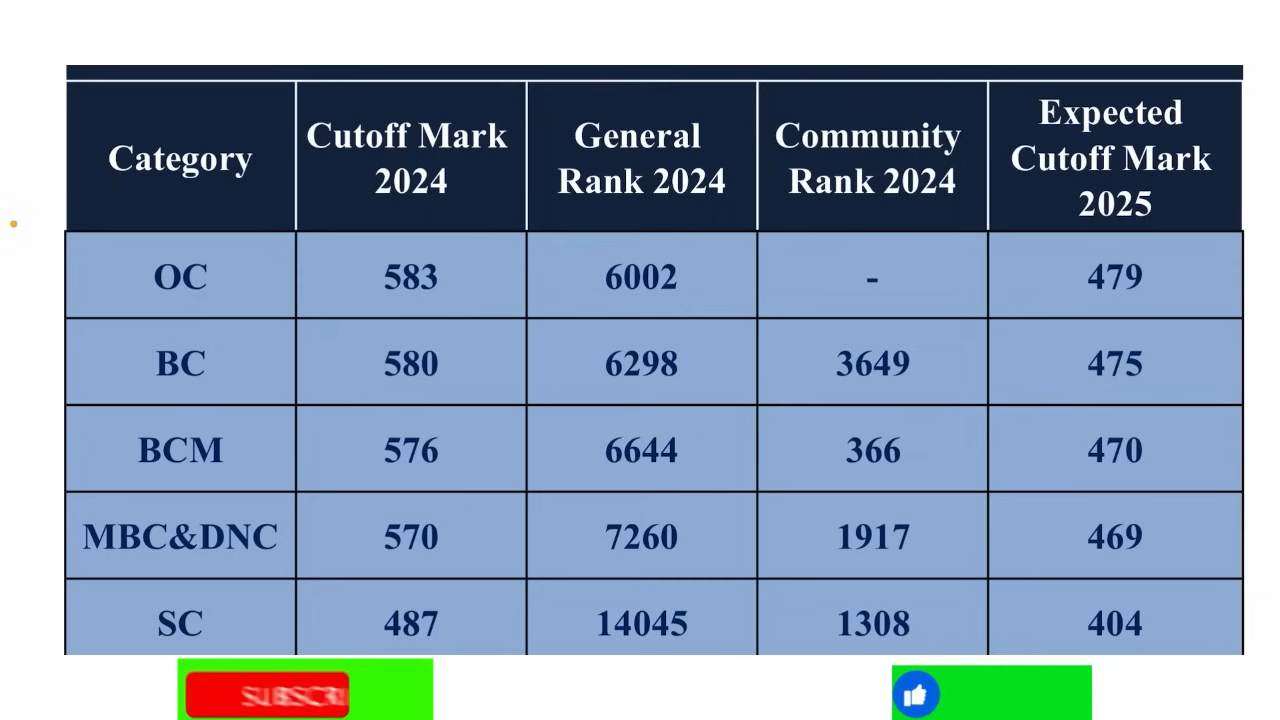 Category
Cutoff Mark 2024
General Rank 2024
Community Rank 2024
Expected Cutoff Mark 2025
OC 583 6002 - 479
BC 580 6298 3649 475
BCM 576 6644 366 470
MBC&DNC 570 7260 1917 469
SC 487 14045 1308 404